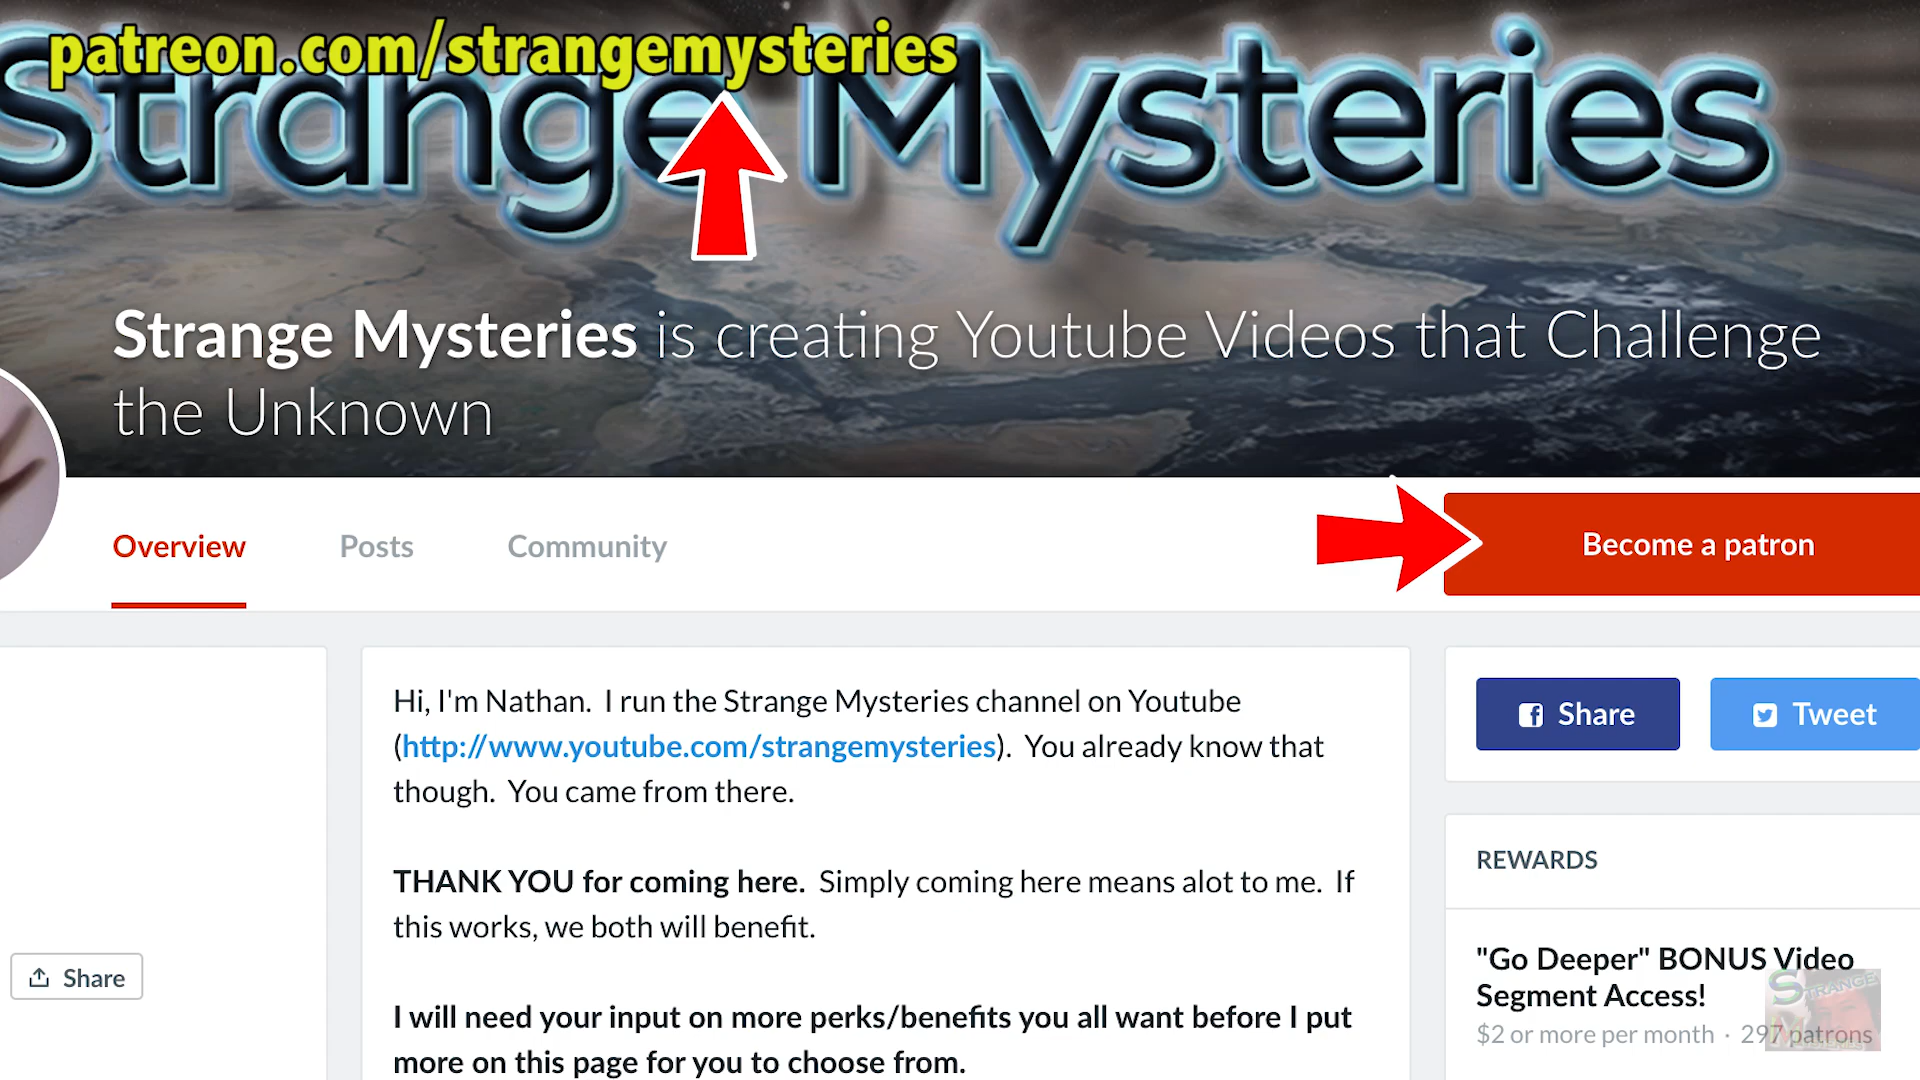 patreon.com/strangemysteries
Strange Mysteries
Strange Mysteries is creating Youtube Videos that Challenge
the Unknown
Overview
Posts
Community
Become a patron
Hi, I'm Nathan.  I run the Strange Mysteries channel on Youtube
(http://www.youtube.com/strangemysteries).  You already know that
though.  You came from there.
THANK YOU for coming here.  Simply coming here means alot to me.  If
this works, we both will benefit.
I will need your input on more perks/benefits you all want before I put
more on this page for you to choose from.
Share
Share
Tweet
REWARDS
"Go Deeper" BONUS Video
Segment Access!
$2 or more per month · 297 patrons
STRANGE